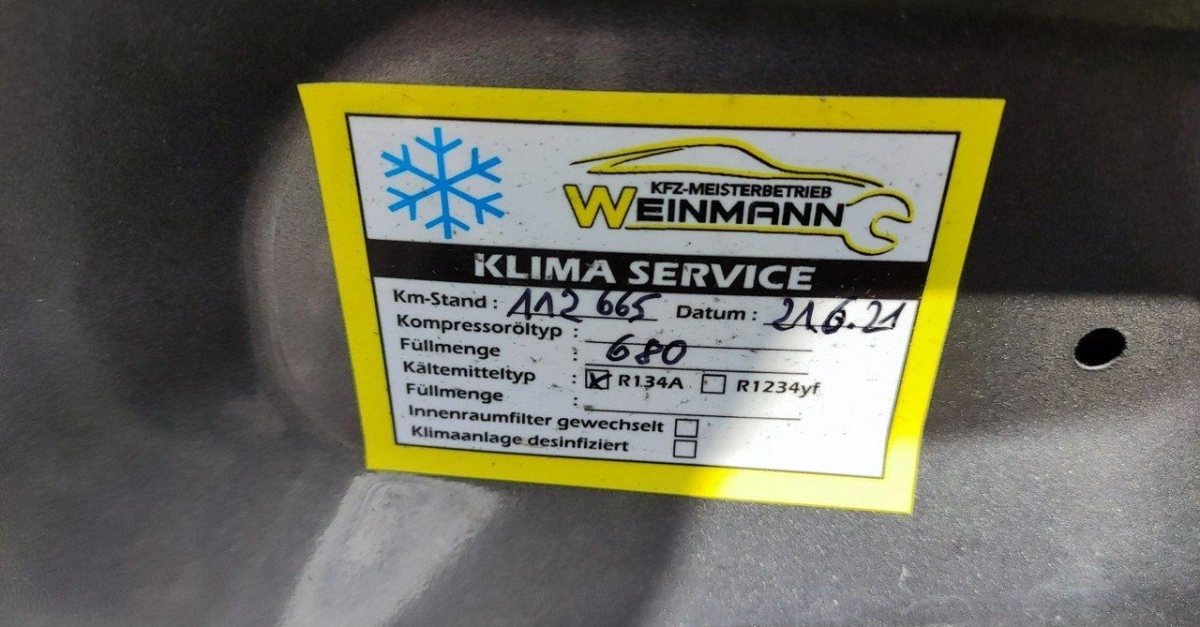 KFZ-MEISTERBETRIEB
WEINMANN
KLIMA SERVICE
Km-Stand : 112 665 Datum : 21.6.21
Kompressoröltyp :
Füllmenge : 680
Kältemitteltyp : R134A R1234yf
Füllmenge :
Innenraumfilter gewechselt
Klimaanlage desinfiziert